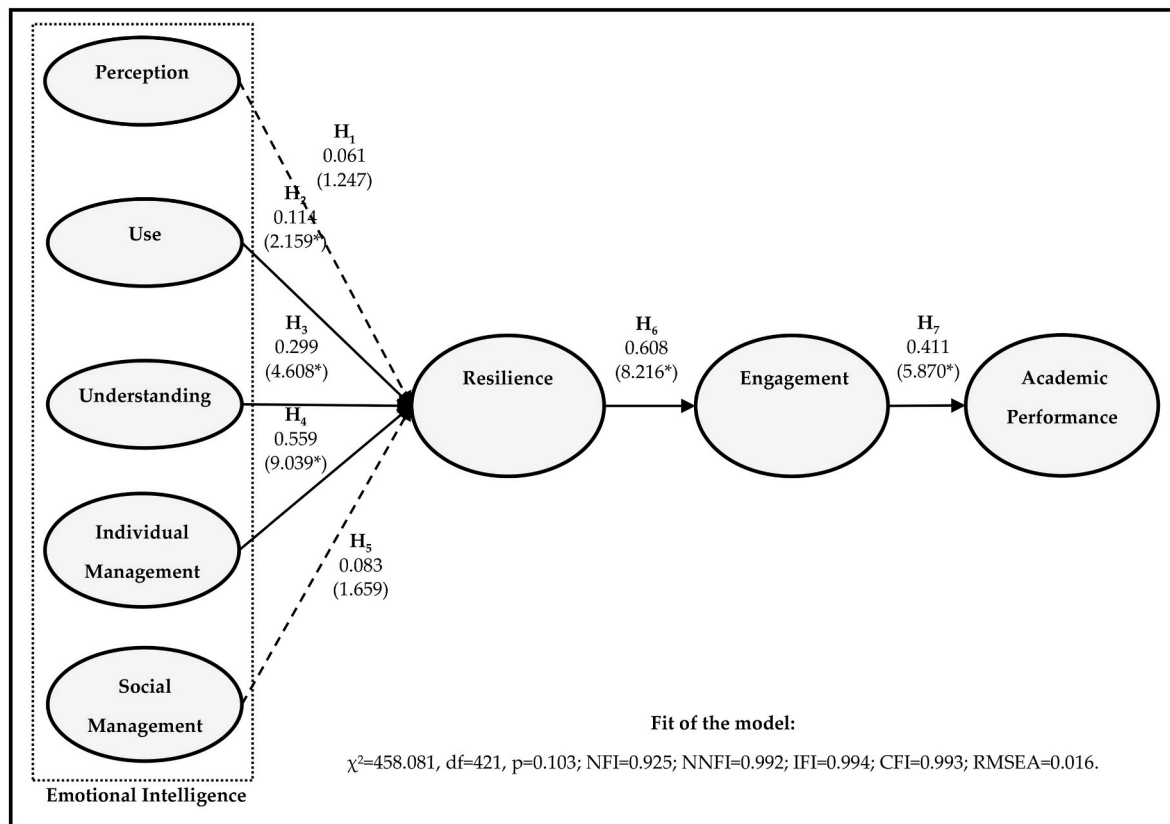 Perception
H₁
0.061
(1.247)
H₂
0.114
(2.159*)
Use
H₃
0.299
(4.608*)
Understanding
H₄
0.559
(9.039*)
Individual
Management
H₅
0.083
(1.659)
Social
Management
Emotional Intelligence
Resilience
H₆
0.608
(8.216*)
Engagement
H₇
0.411
(5.870*)
Academic
Performance
Fit of the model:
χ²=458.081, df=421, p=0.103; NFI=0.925; NNFI=0.992; IFI=0.994; CFI=0.993; RMSEA=0.016.